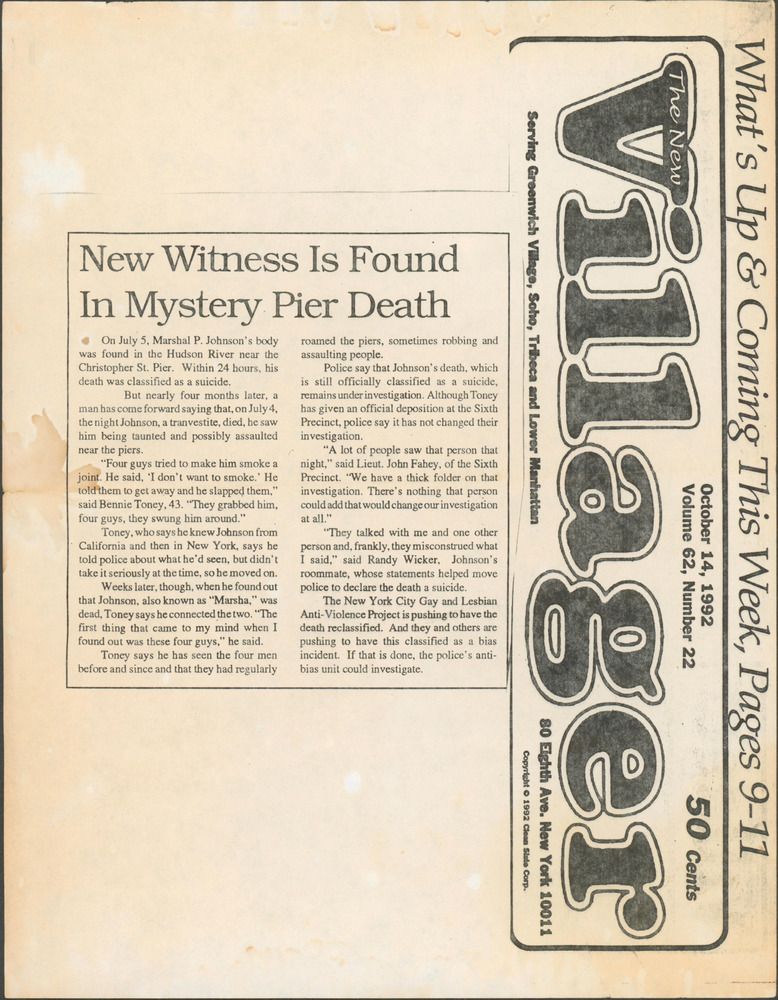 What's Up & Coming This Week, Pages 9-11
The New
Villager
October 14, 1992
Volume 62, Number 22
50 Cents
Serving Greenwich Village, Soho, Tribeca and Lower Manhattan
80 Eighth Ave. New York 10011
Copyright © 1992 Clean Slate Corp.
New Witness Is Found
In Mystery Pier Death
On July 5, Marshal P. Johnson's body
was found in the Hudson River near the
Christopher St. Pier. Within 24 hours, his
death was classified as a suicide.
But nearly four months later, a
man has come forward saying that, on July 4,
the night Johnson, a tranvestite, died, he saw
him being taunted and possibly assaulted
near the piers.
"Four guys tried to make him smoke a
joint. He said, 'I don't want to smoke.' He
told them to get away and he slapped them,"
said Bennie Toney, 43. "They grabbed him,
four guys, they swung him around."
Toney, who says he knew Johnson from
California and then in New York, says he
told police about what he'd seen, but didn't
take it seriously at the time, so he moved on.
Weeks later, though, when he found out
that Johnson, also known as "Marsha," was
dead, Toney says he connected the two. "The
first thing that came to my mind when I
found out was these four guys," he said.
Toney says he has seen the four men
before and since and that they had regularly
roamed the piers, sometimes robbing and
assaulting people.
Police say that Johnson's death, which
is still officially classified as a suicide,
remains under investigation. Although Toney
has given an official deposition at the Sixth
Precinct, police say it has not changed their
investigation.
"A lot of people saw that person that
night," said Lieut. John Fahey, of the Sixth
Precinct. "We have a thick folder on that
investigation. There's nothing that person
could add that would change our investigation
at all."
"They talked with me and one other
person and, frankly, they misconstrued what
I said," said Randy Wicker, Johnson's
roommate, whose statements helped move
police to declare the death a suicide.
The New York City Gay and Lesbian
Anti-Violence Project is pushing to have the
death reclassified. And they and others are
pushing to have this classified as a bias
incident. If that is done, the police's anti-
bias unit could investigate.